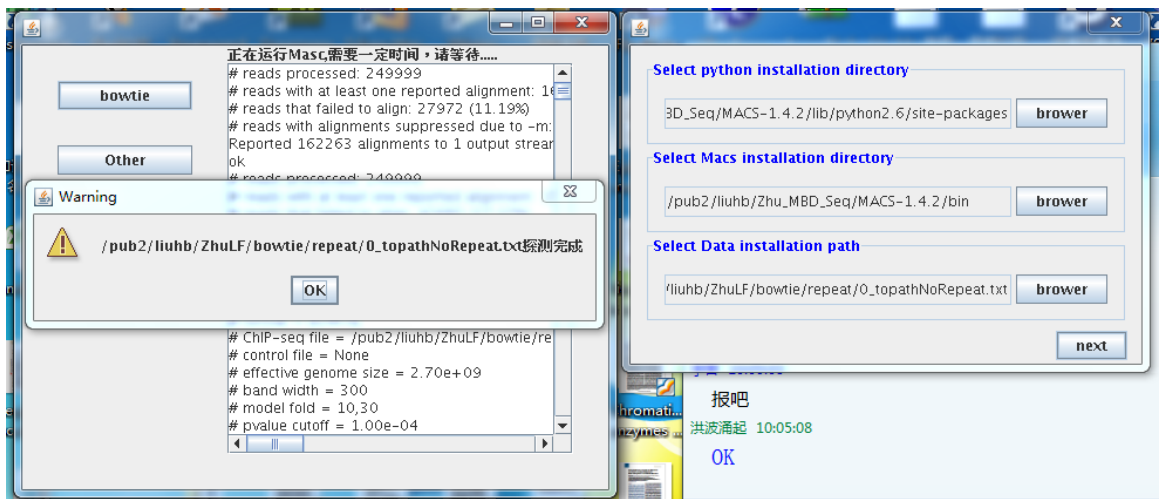 正在运行Masc,需要一定时间，请等待.....
bowtie
Other
# reads processed: 249999
# reads with at least one reported alignment:
# reads that failed to align: 27972 (11.19%)
# reads with alignments suppressed due to -m:
Reported 162263 alignments to 1 output strear
ok
# reads processed: 249999
Warning
/pub2/liuhb/ZhuLF/bowtie/repeat/0_topathNoRepeat.txt探测完成
OK
# ChIP-seq file = /pub2/liuhb/ZhuLF/bowtie/re
# control file = None
# effective genome size = 2.70e+09
# band width = 300
# model fold = 10,30
# pvalue cutoff = 1.00e-04
Select python installation directory
3D_Seq/MACS-1.4.2/lib/python2.6/site-packages
brower
Select Macs installation directory
/pub2/liuhb/Zhu_MBD_Seq/MACS-1.4.2/bin
brower
Select Data installation path
/liuhb/ZhuLF/bowtie/repeat/0_topathNoRepeat.txt
brower
next
报吧
洪波涌起 10:05:08
OK
hromati...
nzymes ...